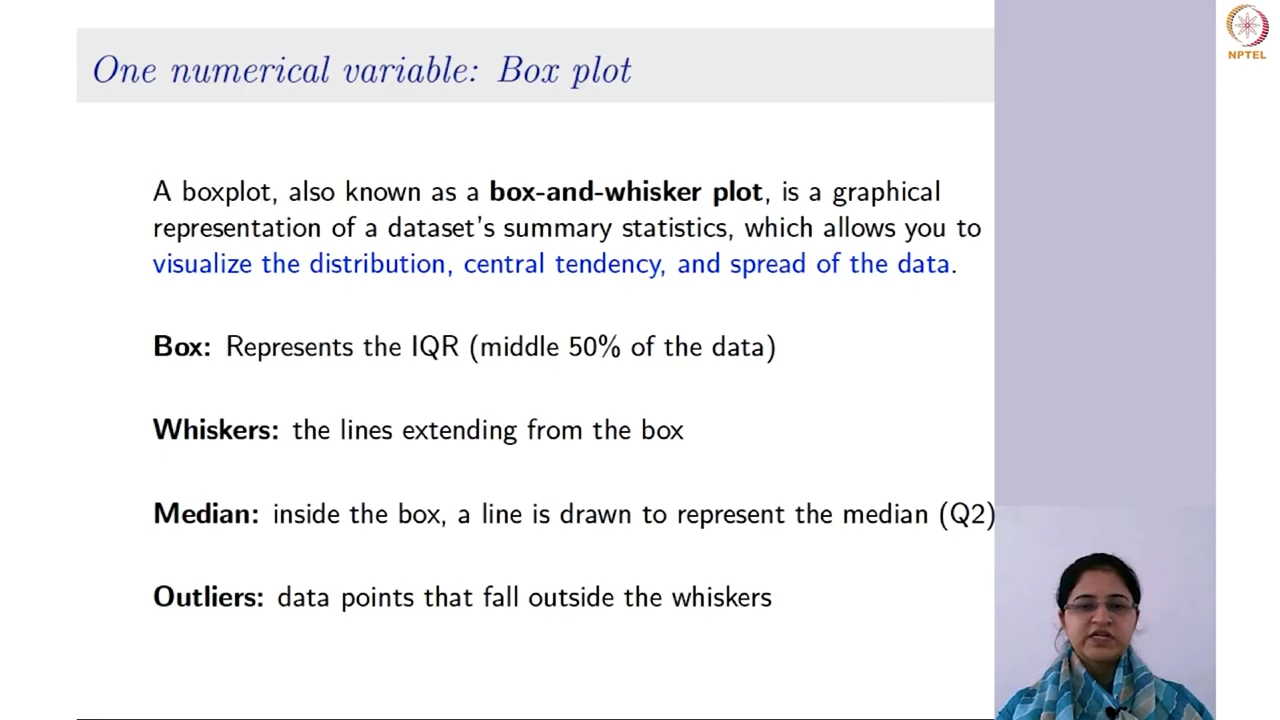 One numerical variable: Box plot
NPTEL
A boxplot, also known as a box-and-whisker plot, is a graphical
representation of a dataset's summary statistics, which allows you to
visualize the distribution, central tendency, and spread of the data.
Box: Represents the IQR (middle 50% of the data)
Whiskers: the lines extending from the box
Median: inside the box, a line is drawn to represent the median (Q2)
Outliers: data points that fall outside the whiskers